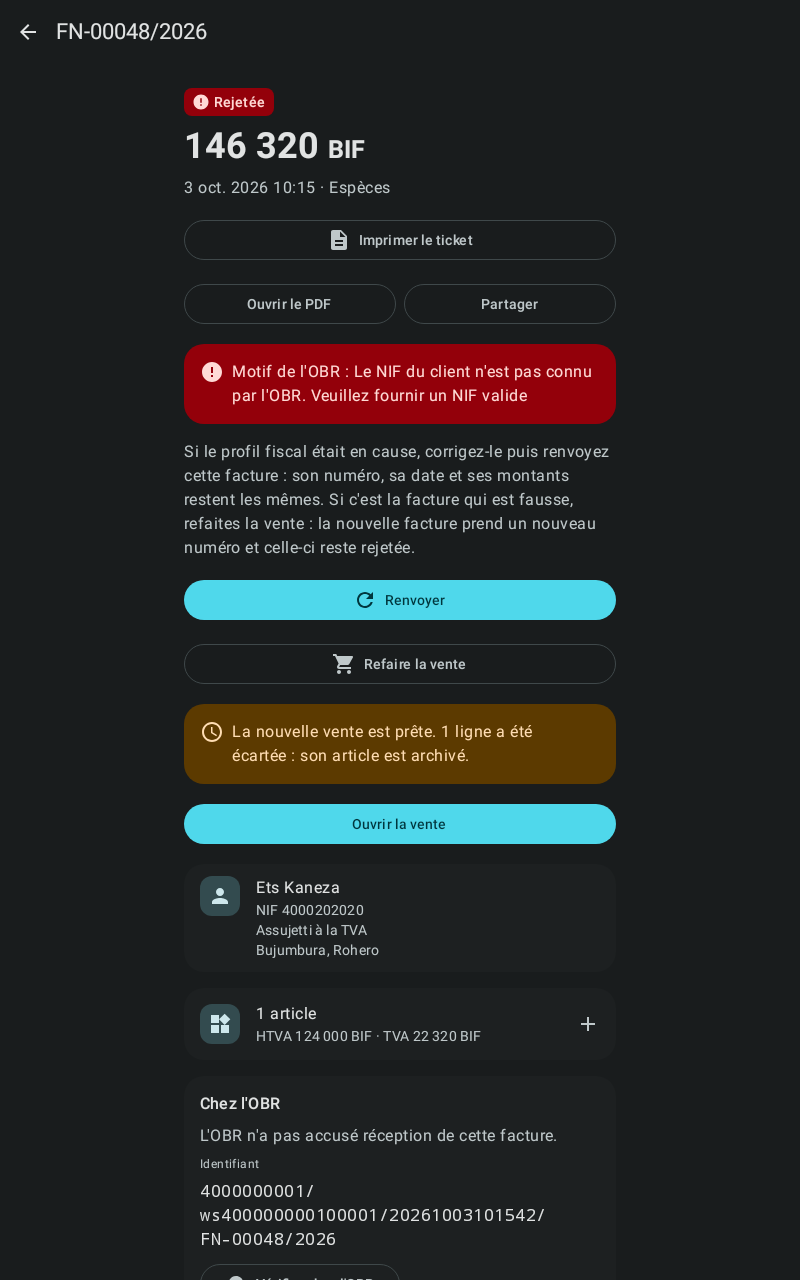 FN-00048/2026
Rejetée
146 320 BIF
3 oct. 2026 10:15 · Espèces
Imprimer le ticket
Ouvrir le PDF
Partager
Motif de l'OBR : Le NIF du client n'est pas connu
par l'OBR. Veuillez fournir un NIF valide
Si le profil fiscal était en cause, corrigez-le puis renvoyez
cette facture : son numéro, sa date et ses montants
restent les mêmes. Si c'est la facture qui est fausse,
refaites la vente : la nouvelle facture prend un nouveau
numéro et celle-ci reste rejetée.
Renvoyer
Refaire la vente
La nouvelle vente est prête. 1 ligne a été
écartée : son article est archivé.
Ouvrir la vente
Ets Kaneza
NIF 4000202020
Assujetti à la TVA
Bujumbura, Rohero
1 article
HTVA 124 000 BIF · TVA 22 320 BIF
Chez l'OBR
L'OBR n'a pas accusé réception de cette facture.
Identifiant
4000000001/
ws400000000100001/20261003101542/
FN-00048/2026